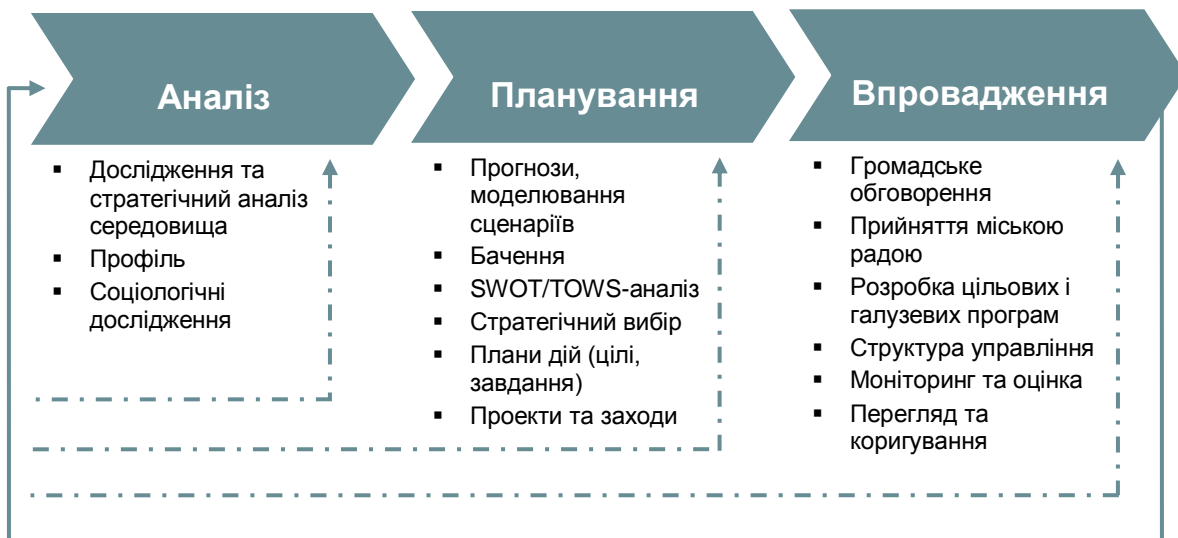 Аналіз
▪ Дослідження та
стратегічний аналіз
середовища
▪ Профіль
▪ Соціологічні
дослідження
Планування
▪ Прогнози,
моделювання
сценаріїв
▪ Бачення
▪ SWOT/TOWS-аналіз
▪ Стратегічний вибір
▪ Плани дій (цілі,
завдання)
▪ Проекти та заходи
Впровадження
▪ Громадське
обговорення
▪ Прийняття міською
радою
▪ Розробка цільових і
галузевих програм
▪ Структура управління
▪ Моніторинг та оцінка
▪ Перегляд та
коригування